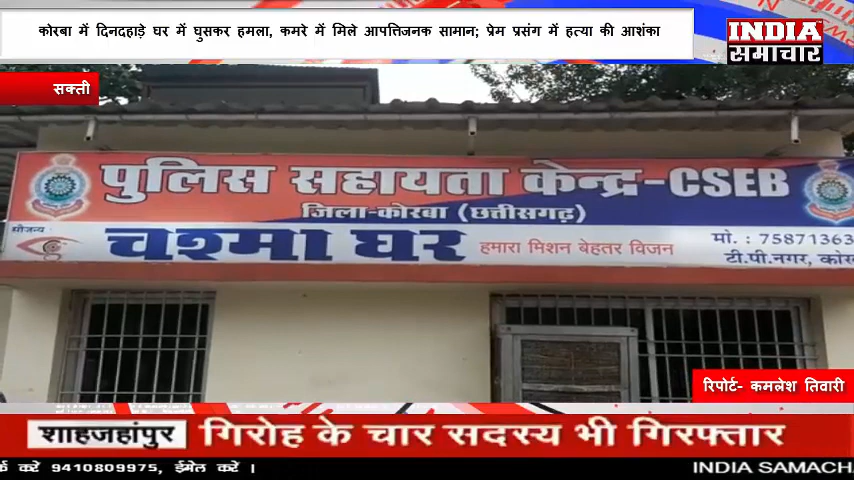 कोरबा में दिनदहाड़े घर में घुसकर हमला, कमरे में मिले आपत्तिजनक सामान; प्रेम प्रसंग में हत्या की आशंका
INDIA
समाचार
सक्ती
पुलिस सहायता केन्द्र-CSEB
जिला-कोरबा (छत्तीसगढ़)
सौजन्य
चश्मा घर हमारा मिशन बेहतर विजन
मो. : 75871363
टी.पी.नगर,
रिपोर्ट- कमलेश तिवारी
शाहजहांपुर गिरोह के चार सदस्य भी गिरफ्तार
करें 9410809975, ईमेल करें । INDIA SAMACH